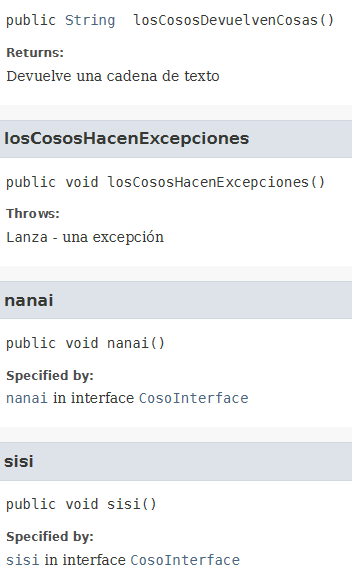 public String losCososDevuelvenCosas()
Returns:
Devuelve una cadena de texto
losCososHacenExcepciones
public void losCososHacenExcepciones()
Throws:
Lanza - una excepción
nanai
public void nanai()
Specified by:
nanai in interface CosoInterface
sisi
public void sisi()
Specified by:
sisi in interface CosoInterface